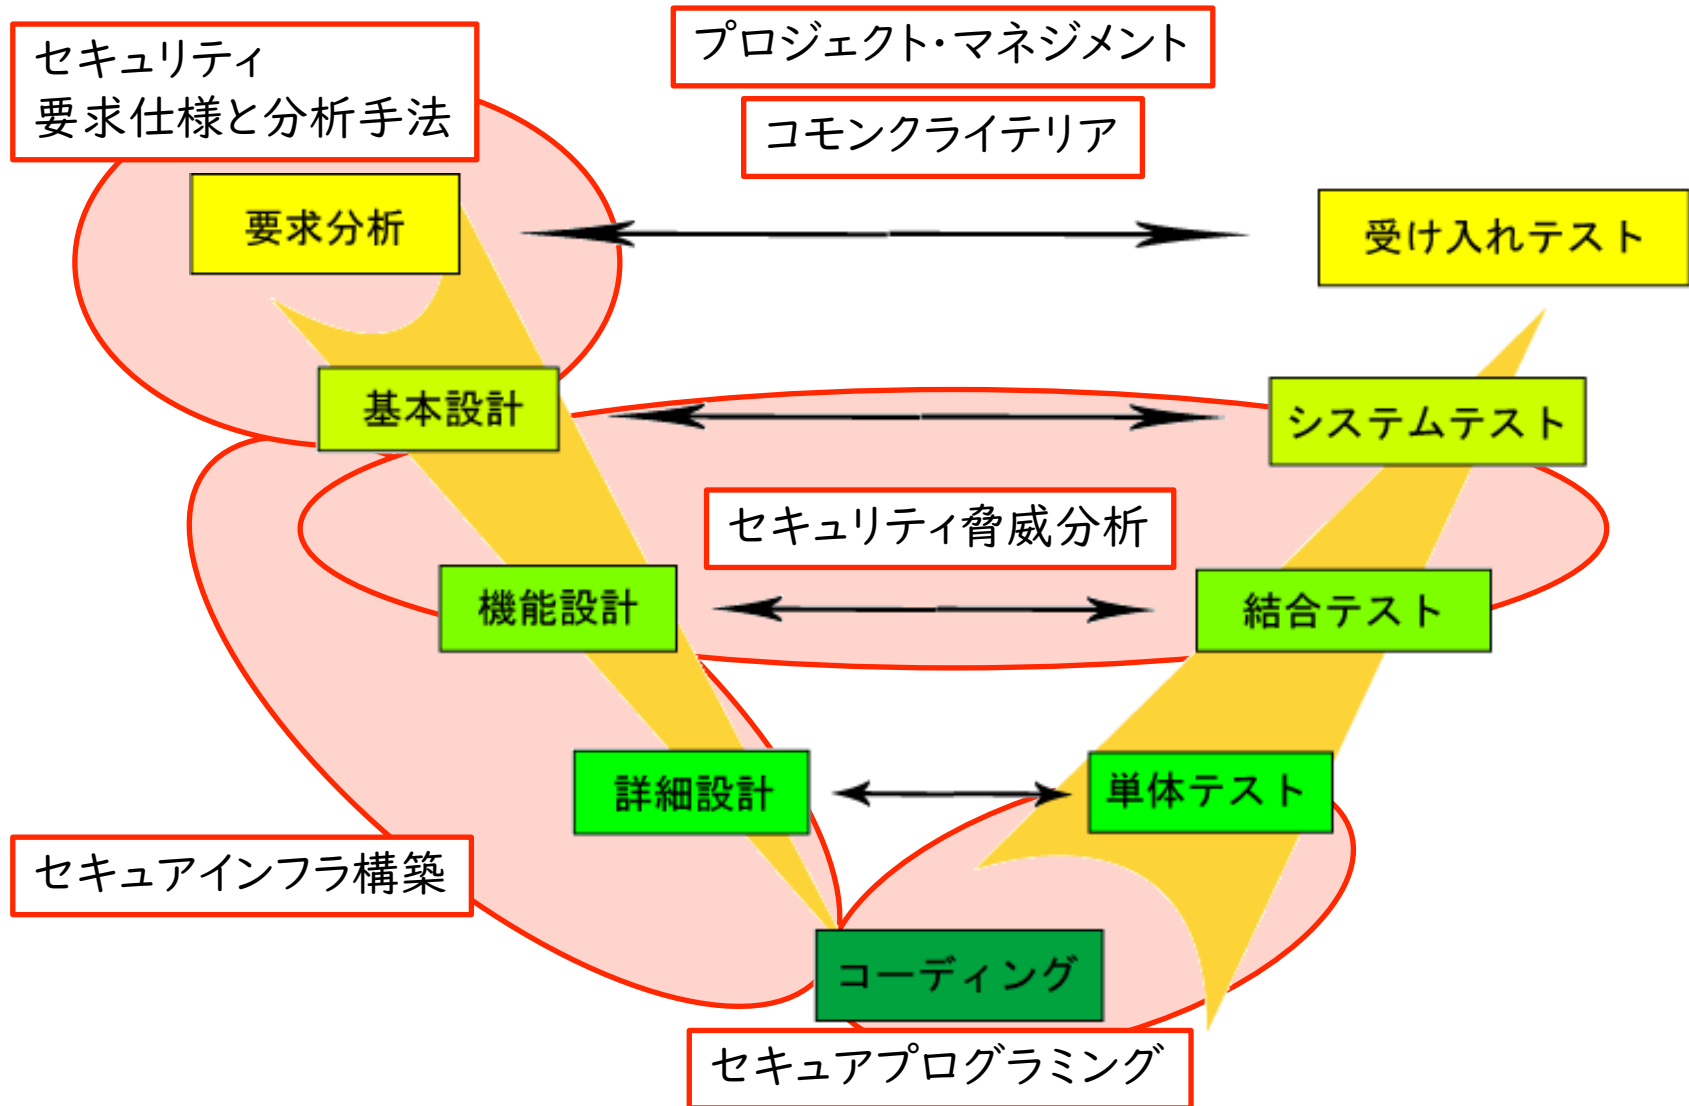 セキュリティ
要求仕様と分析手法
プロジェクト・マネジメント
コモンクライテリア
要求分析
受け入れテスト
基本設計
システムテスト
セキュリティ脅威分析
機能設計
結合テスト
詳細設計
単体テスト
セキュアインフラ構築
コーディング
セキュアプログラミング